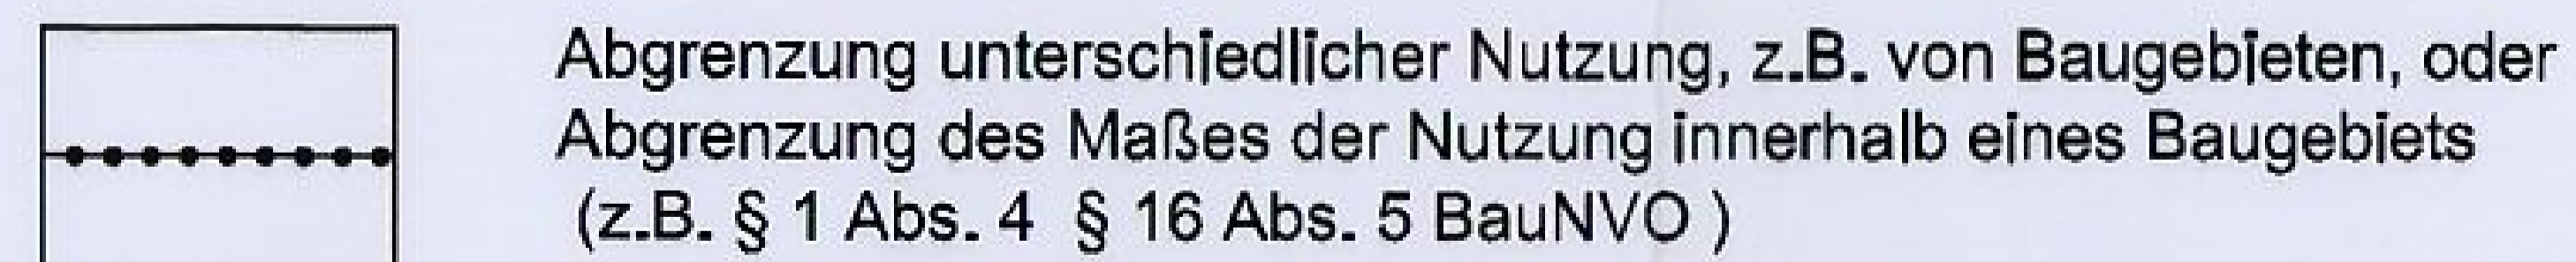 Abgrenzung unterschiedlicher Nutzung, z.B. von Baugebieten, oder
Abgrenzung des Maßes der Nutzung innerhalb eines Baugebiets
(z.B. § 1 Abs. 4 § 16 Abs. 5 BauNVO )